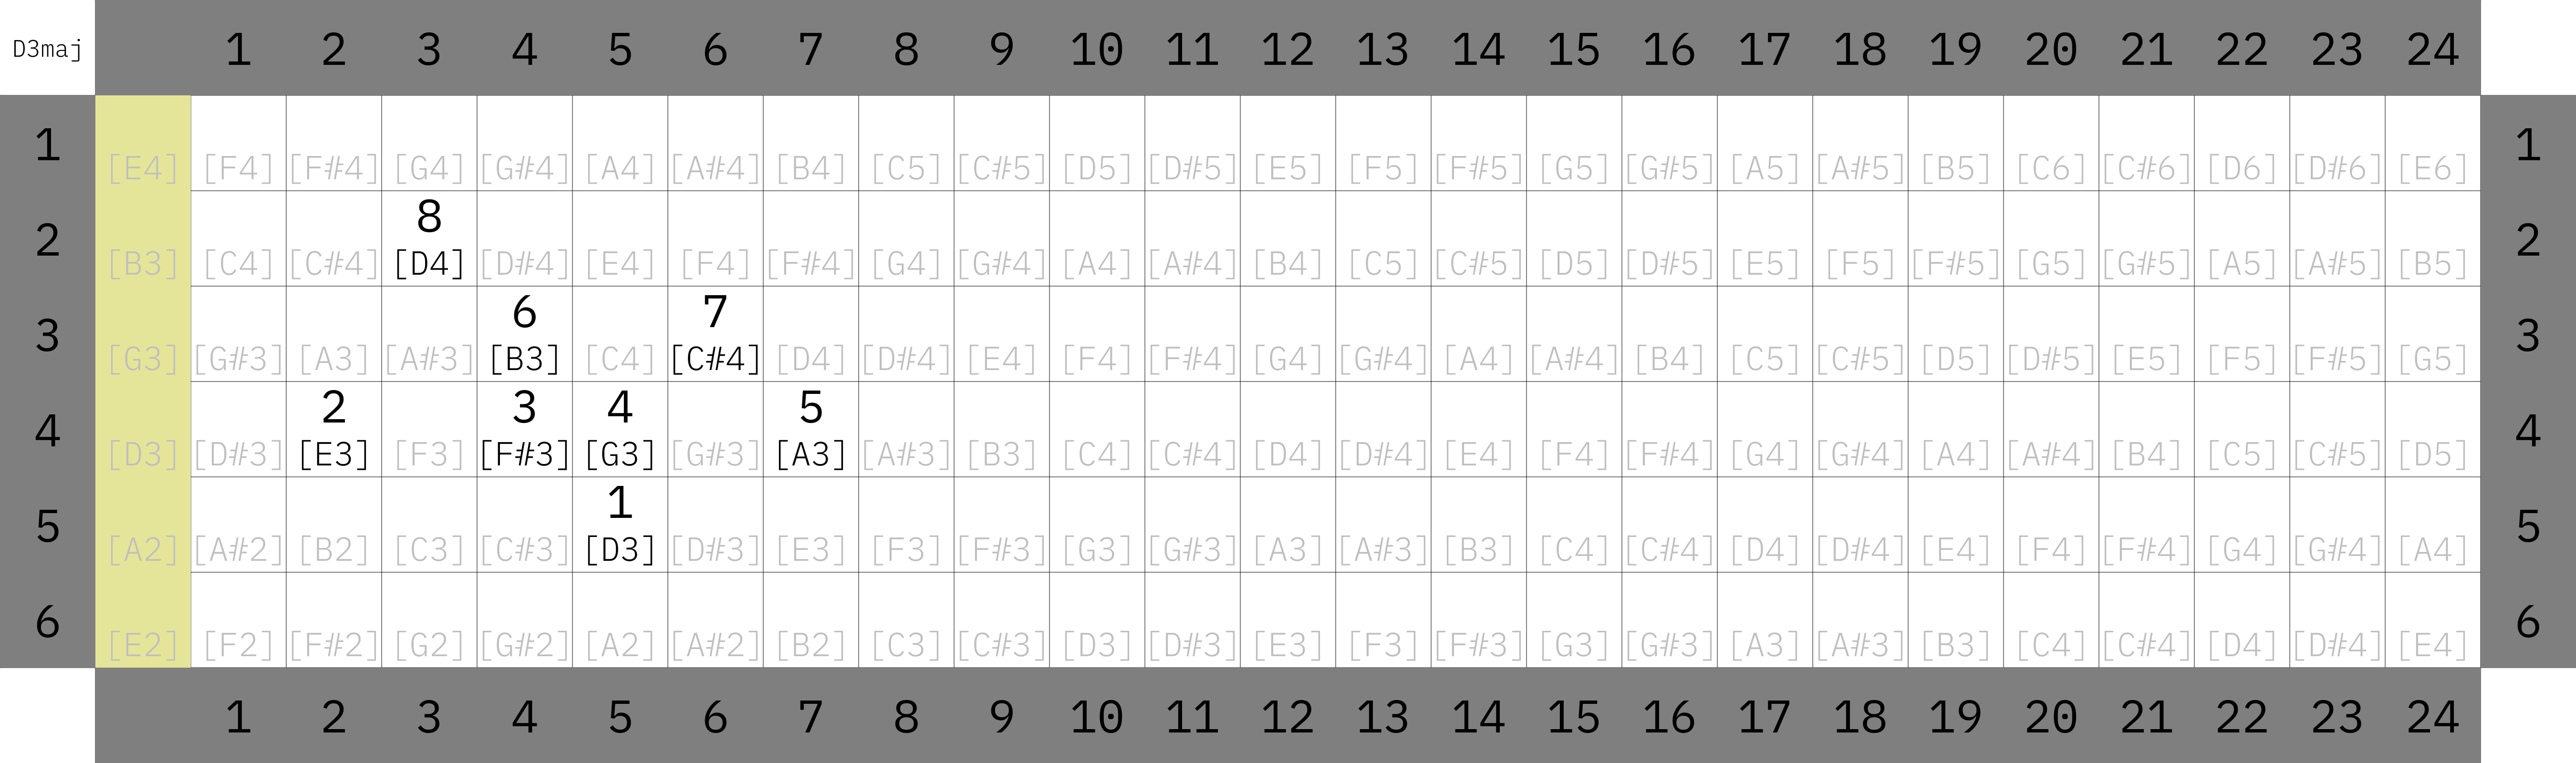 D3maj 1 2 3 4 5 6 7 8 9 10 11 12 13 14 15 16 17 18 19 20 21 22 23 24
1 [E4] [F4] [F#4] [G4] [G#4] [A4] [A#4] [B4] [C5] [C#5] [D5] [D#5] [E5] [F5] [F#5] [G5] [G#5] [A5] [A#5] [B5] [C6] [C#6] [D6] [D#6] [E6] 1
8
2 [B3] [C4] [C#4] [D4] [D#4] [E4] [F4] [F#4] [G4] [G#4] [A4] [A#4] [B4] [C5] [C#5] [D5] [D#5] [E5] [F5] [F#5] [G5] [G#5] [A5] [A#5] [B5] 2
6 7
3 [G3] [G#3] [A3] [A#3] [B3] [C4] [C#4] [D4] [D#4] [E4] [F4] [F#4] [G4] [G#4] [A4] [A#4] [B4] [C5] [C#5] [D5] [D#5] [E5] [F5] [F#5] [G5] 3
2 3 4 5
4 [D3] [D#3] [E3] [F3] [F#3] [G3] [G#3] [A3] [A#3] [B3] [C4] [C#4] [D4] [D#4] [E4] [F4] [F#4] [G4] [G#4] [A4] [A#4] [B4] [C5] [C#5] [D5] 4
1
5 [A2] [A#2] [B2] [C3] [C#3] [D3] [D#3] [E3] [F3] [F#3] [G3] [G#3] [A3] [A#3] [B3] [C4] [C#4] [D4] [D#4] [E4] [F4] [F#4] [G4] [G#4] [A4] 5
6 [E2] [F2] [F#2] [G2] [G#2] [A2] [A#2] [B2] [C3] [C#3] [D3] [D#3] [E3] [F3] [F#3] [G3] [G#3] [A3] [A#3] [B3] [C4] [C#4] [D4] [D#4] [E4] 6
1 2 3 4 5 6 7 8 9 10 11 12 13 14 15 16 17 18 19 20 21 22 23 24